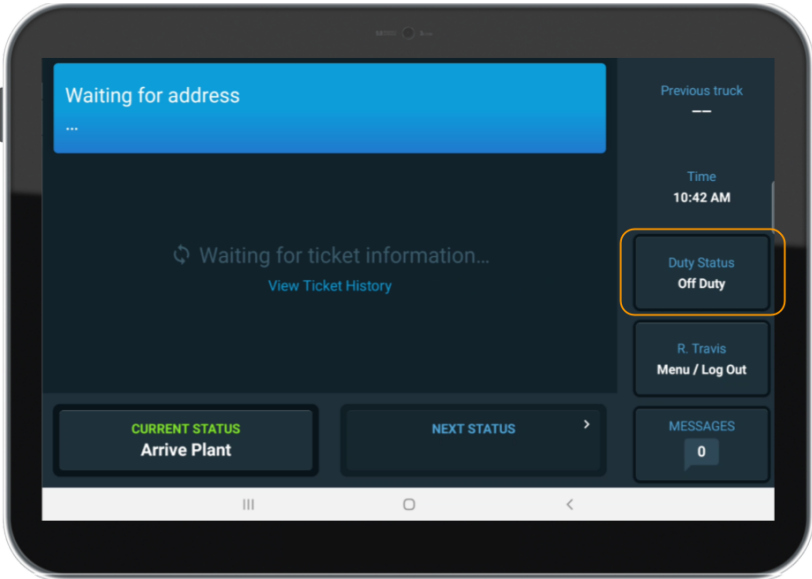 Waiting for address
...
Previous truck
––
Time
10:42 AM
Waiting for ticket information...
View Ticket History
Duty Status
Off Duty
R. Travis
Menu / Log Out
CURRENT STATUS
Arrive Plant
NEXT STATUS
MESSAGES
0